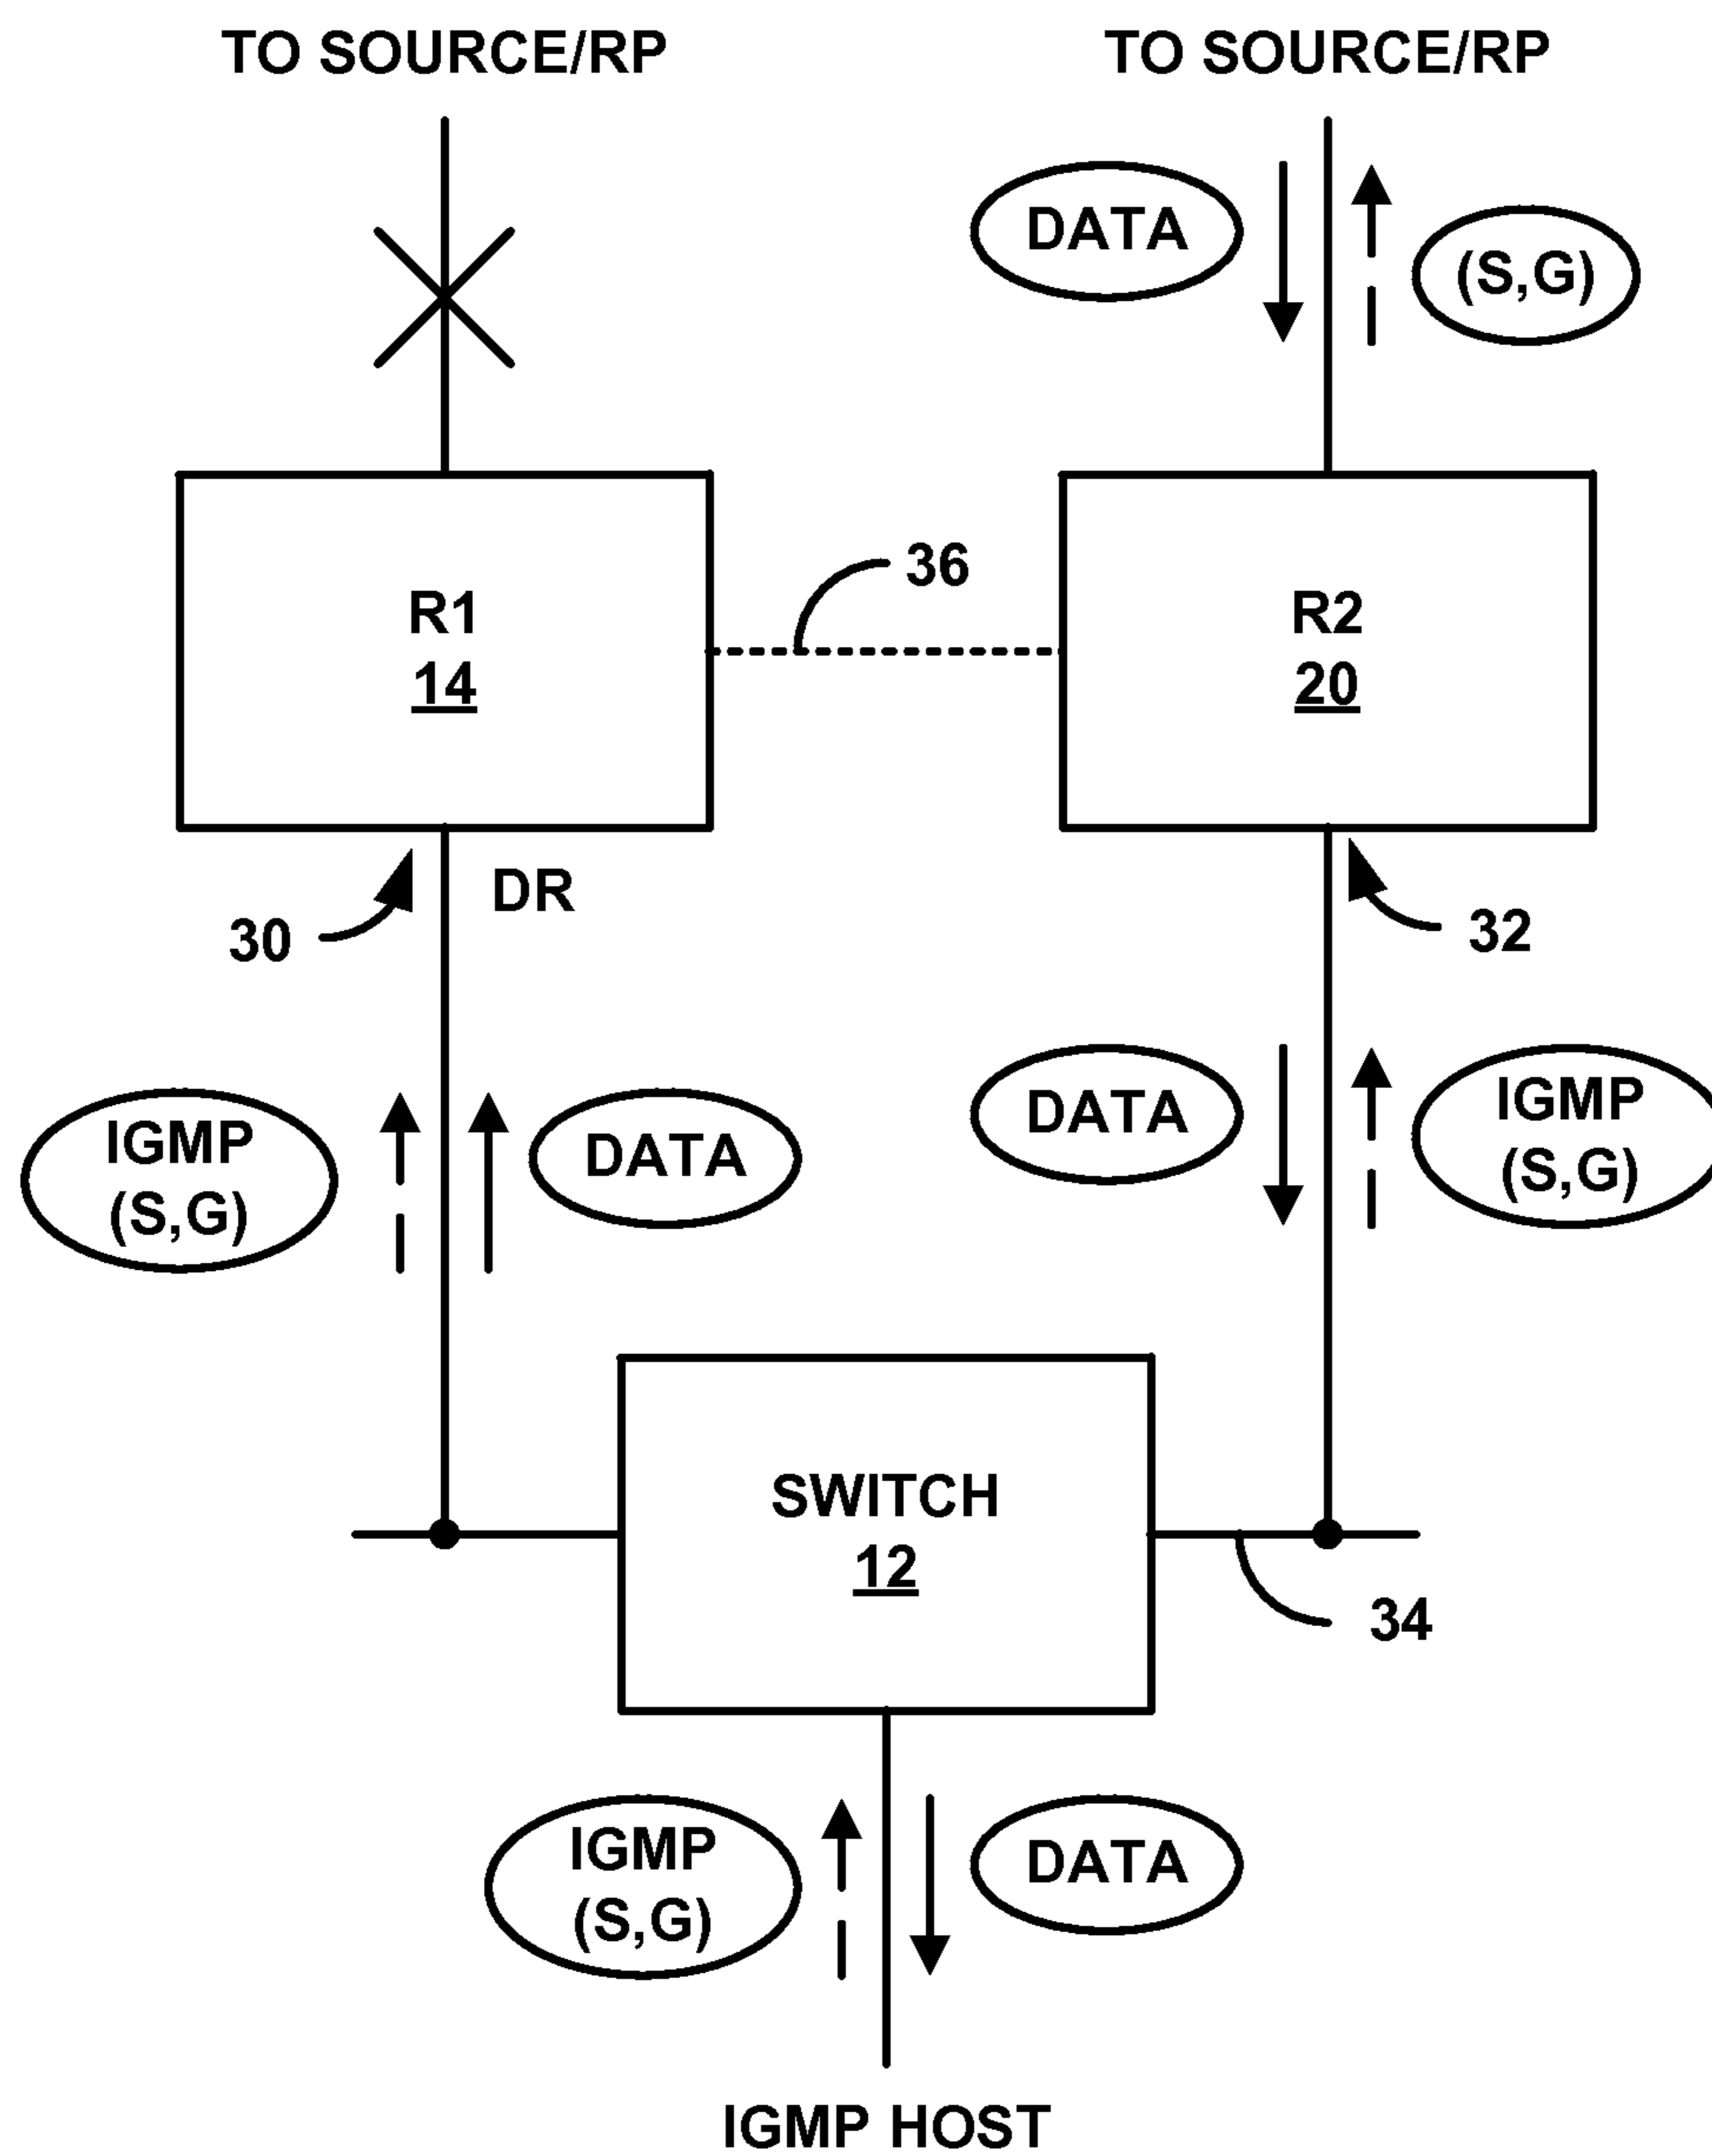 TO SOURCE/RP
TO SOURCE/RP
DATA
(S,G)
36
R1
14
R2
20
30
DR
32
IGMP
(S,G)
DATA
DATA
IGMP
(S,G)
SWITCH
12
34
IGMP
(S,G)
DATA
IGMP HOST